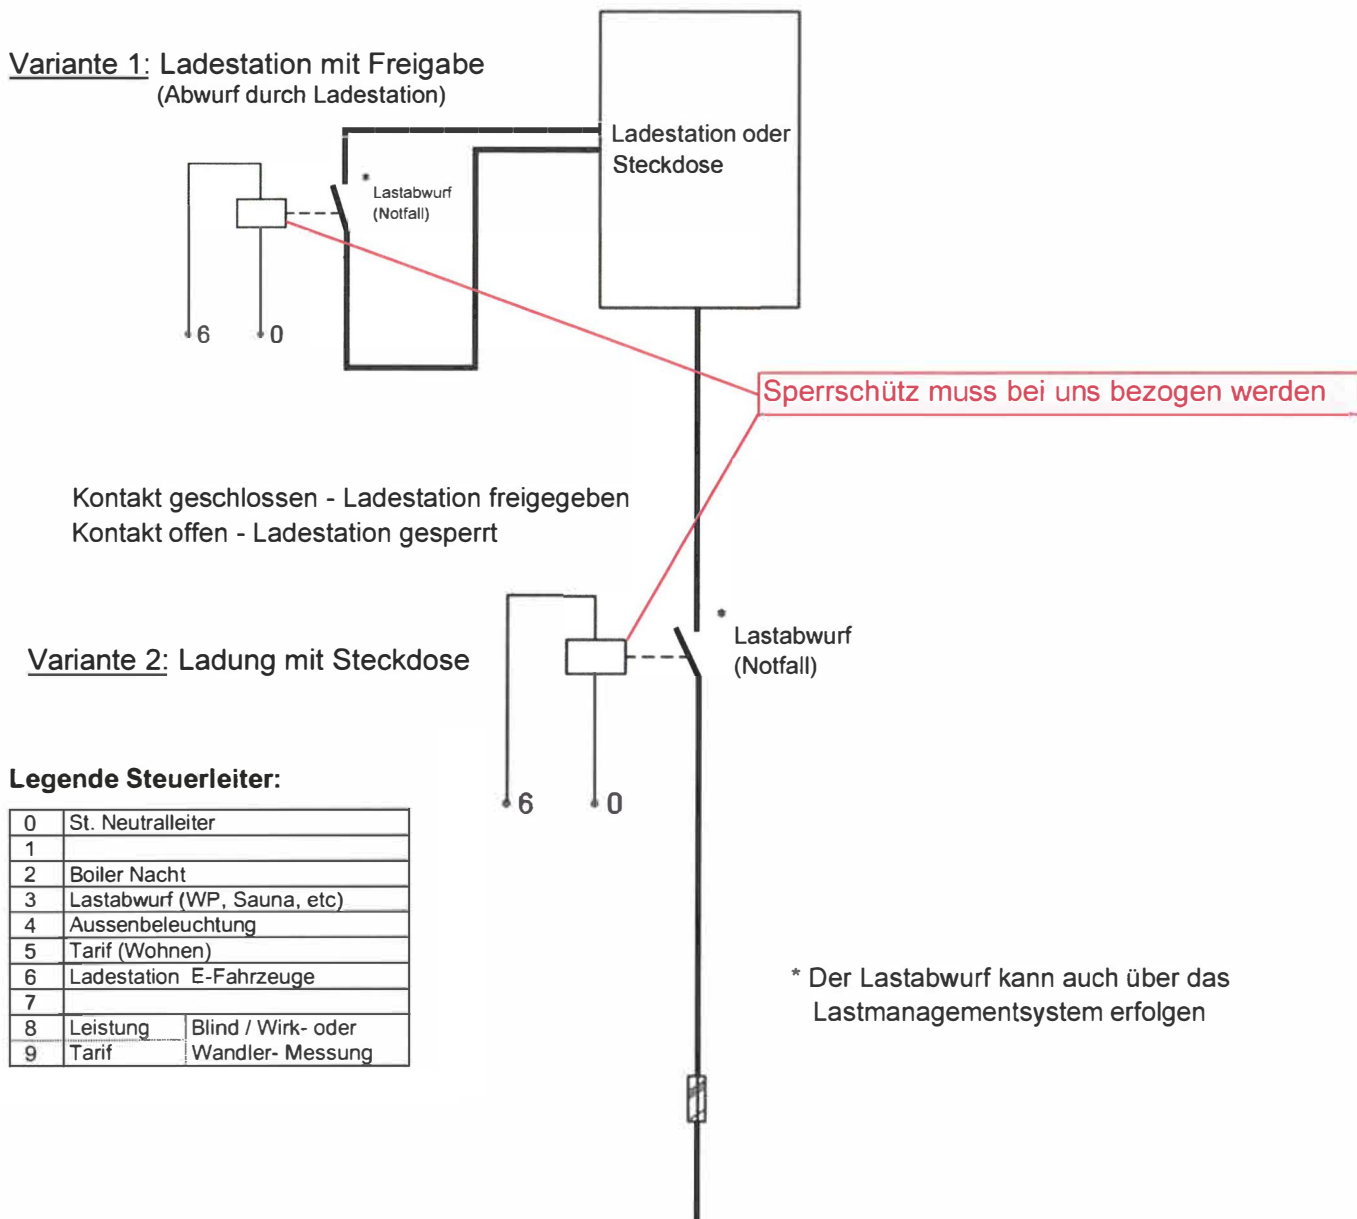 Variante 1: Ladestation mit Freigabe
(Abwurf durch Ladestation)
Ladestation oder
Steckdose
*
Lastabwurf
(Notfall)
6 0
Sperrschütz muss bei uns bezogen werden
Kontakt geschlossen - Ladestation freigegeben
Kontakt offen - Ladestation gesperrt
*
Lastabwurf
(Notfall)
Variante 2: Ladung mit Steckdose
6 0
Legende Steuerleiter:
0 St. Neutralleiter
1
2 Boiler Nacht
3 Lastabwurf (WP, Sauna, etc)
4 Aussenbeleuchtung
5 Tarif (Wohnen)
6 Ladestation E-Fahrzeuge
7
8 Leistung Blind / Wirk- oder
9 Tarif Wandler- Messung
* Der Lastabwurf kann auch über das
Lastmanagementsystem erfolgen